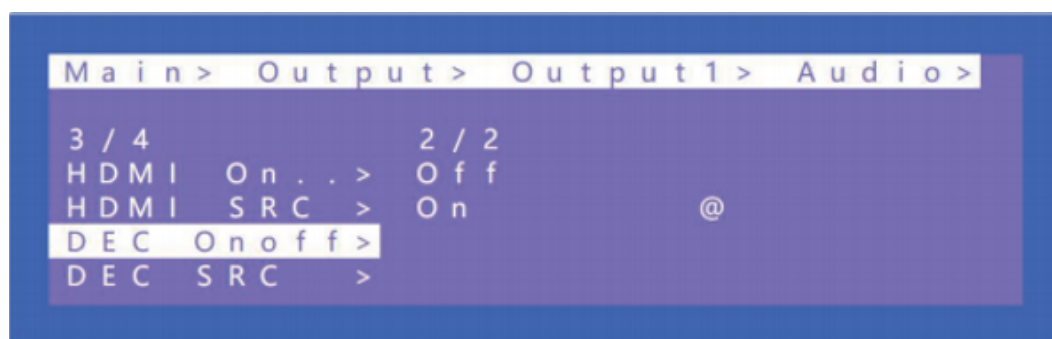 Main> Output> Output1> Audio>
3/4 2/2
HDMI On..> Off
HDMI SRC > On @
DEC Onoff>
DEC SRC >